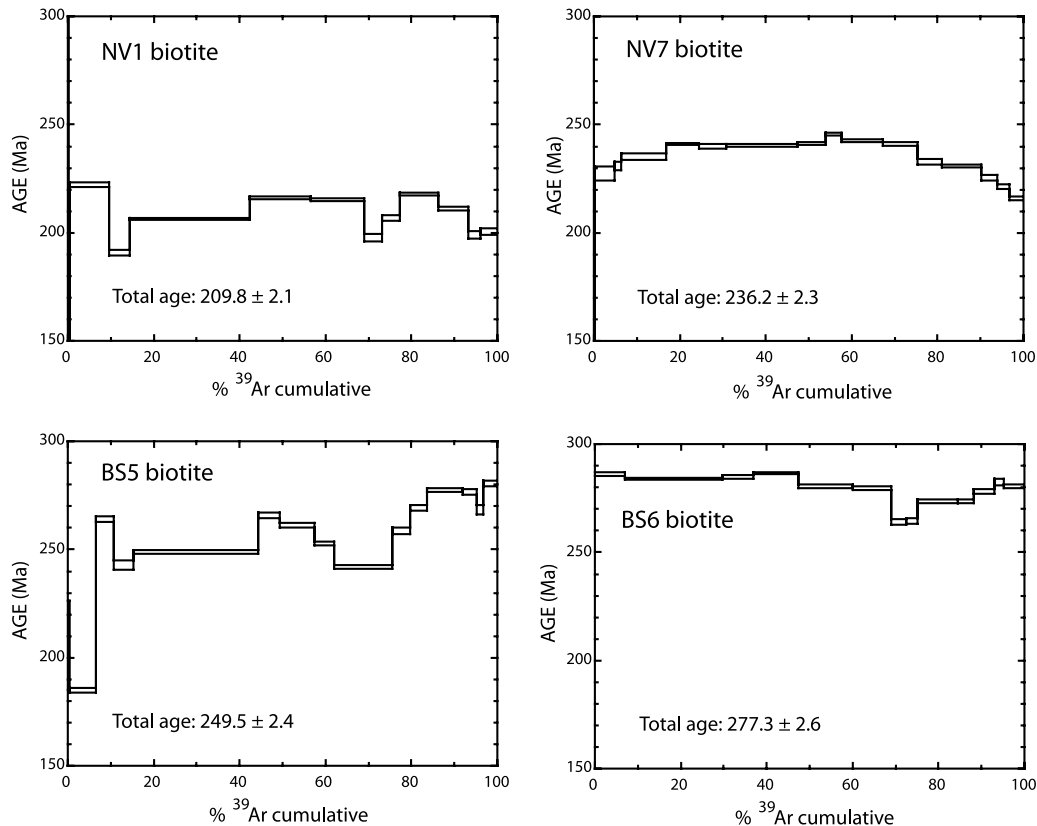 NV1 biotite
300
250
200
150
AGE (Ma)
Total age: 209.8 ± 2.1
0 20 40 60 80 100
% ³⁹Ar cumulative
NV7 biotite
300
250
200
150
AGE (Ma)
Total age: 236.2 ± 2.3
0 20 40 60 80 100
% ³⁹Ar cumulative
BS5 biotite
300
250
200
150
AGE (Ma)
Total age: 249.5 ± 2.4
0 20 40 60 80 100
% ³⁹Ar cumulative
BS6 biotite
300
250
200
150
AGE (Ma)
Total age: 277.3 ± 2.6
0 20 40 60 80 100
% ³⁹Ar cumulative